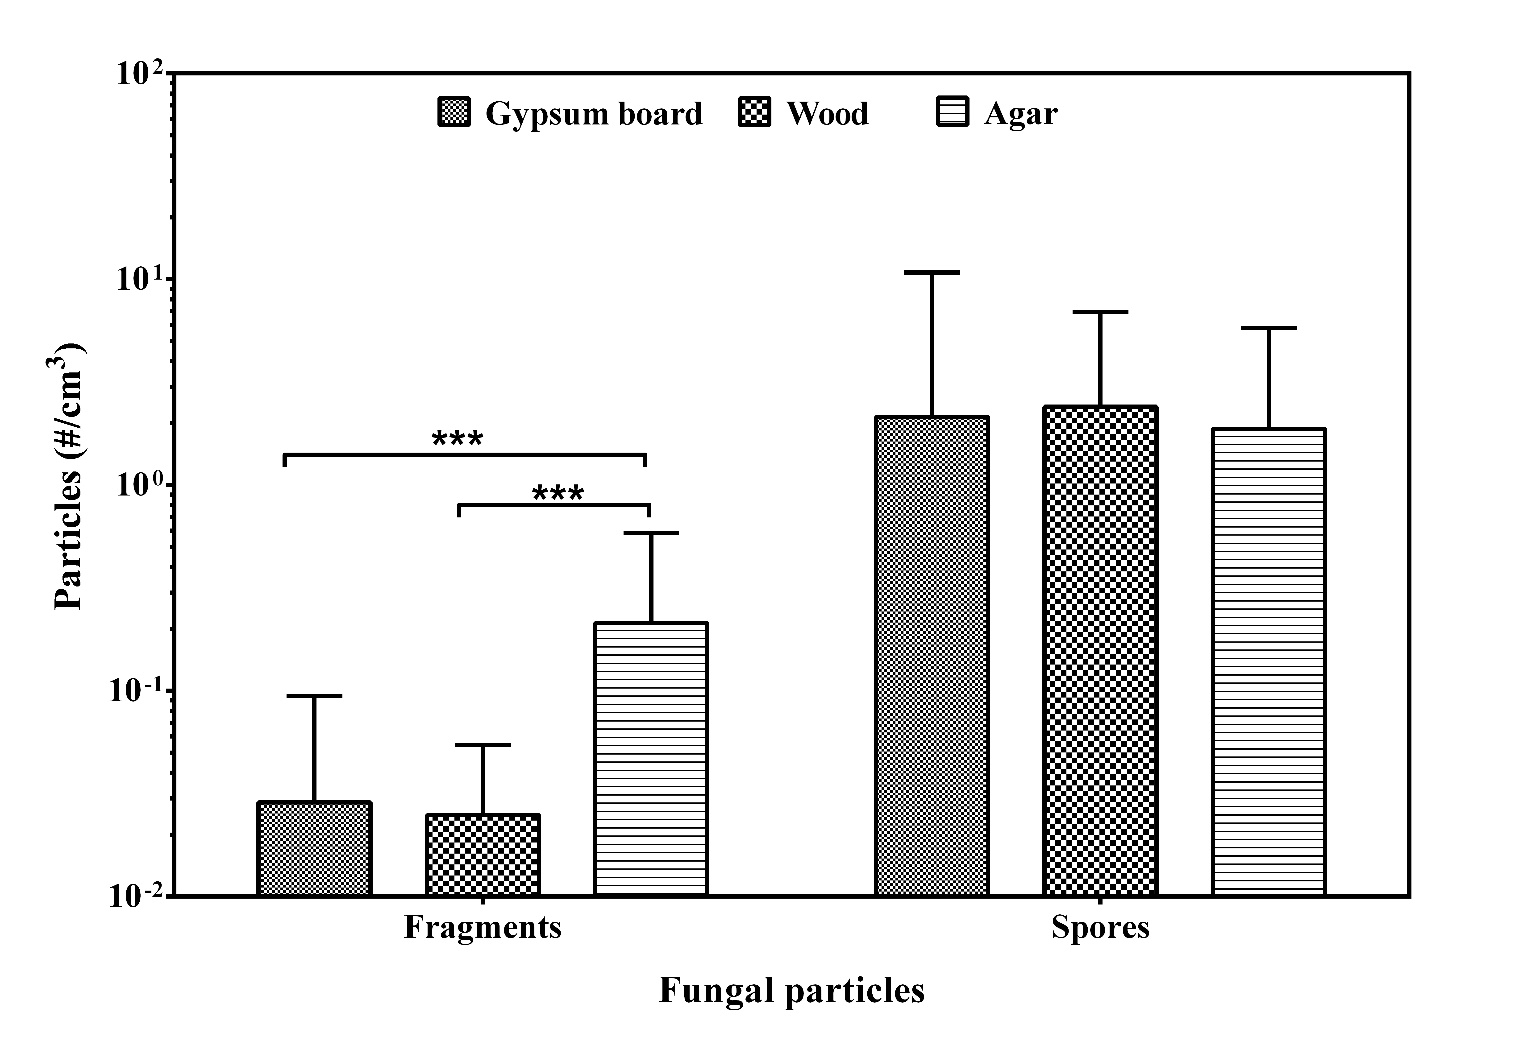 10²
Gypsum board Wood Agar
10¹
Particles (#/cm³)
***
10⁰
***
10⁻¹
10⁻²
Fragments Spores
Fungal particles